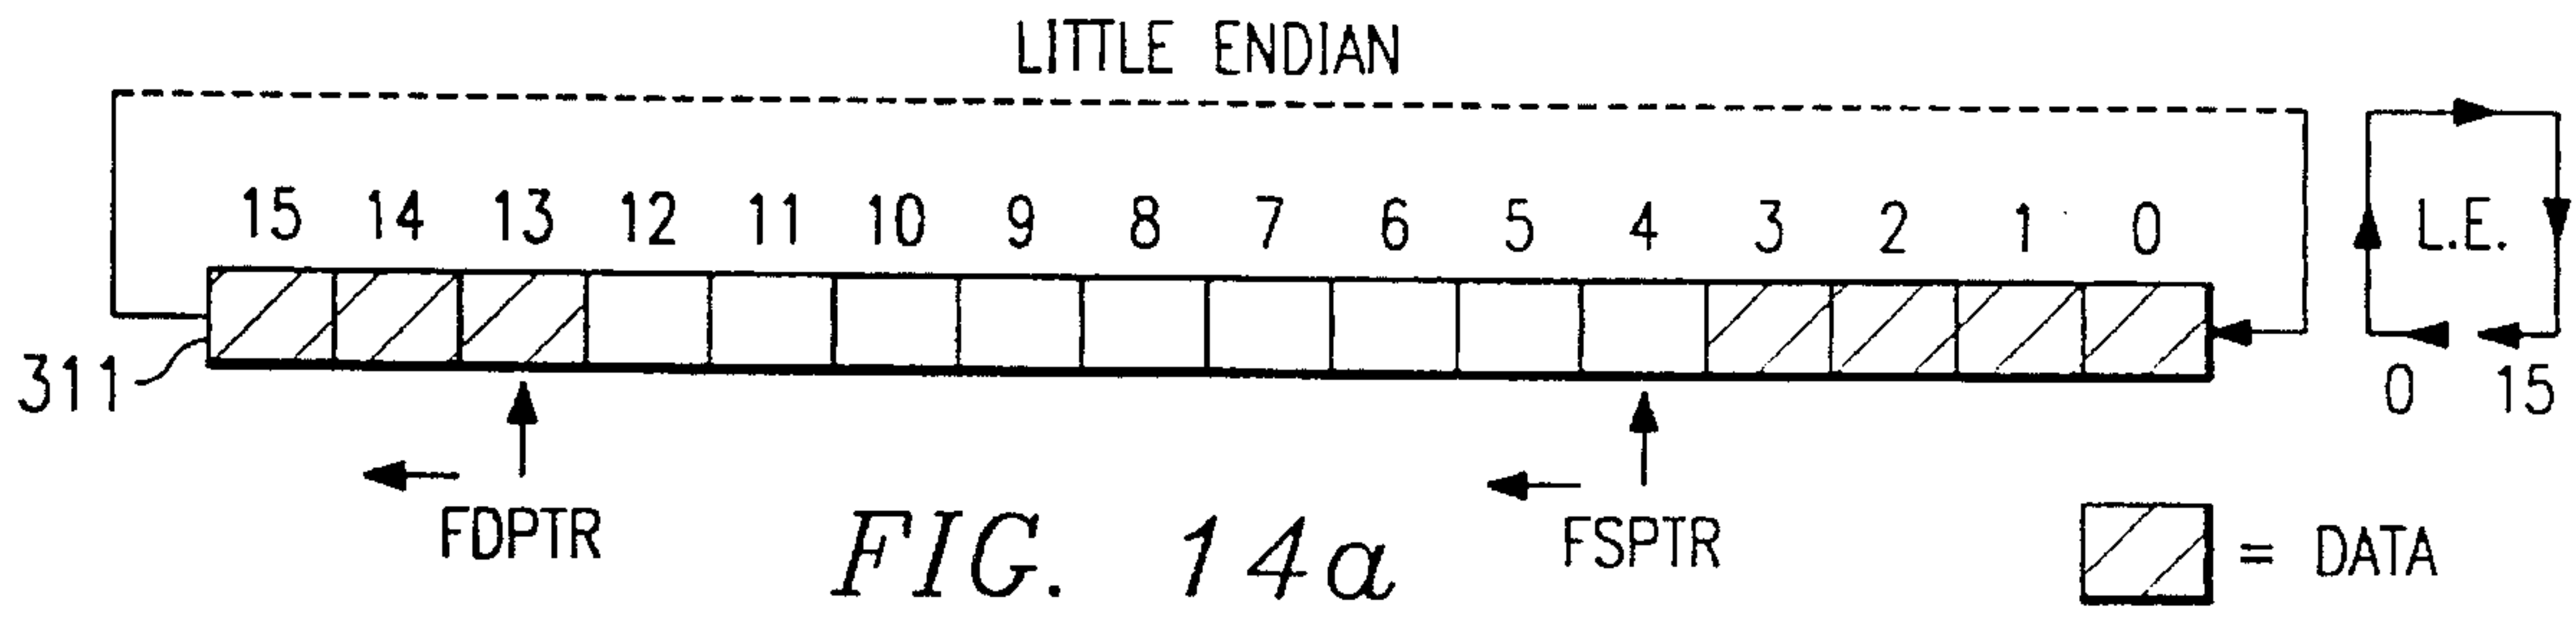 LITTLE ENDIAN
15 14 13 12 11 10 9 8 7 6 5 4 3 2 1 0
L.E.
311
0 15
FDPTR
FSPTR
= DATA
FIG. 14a